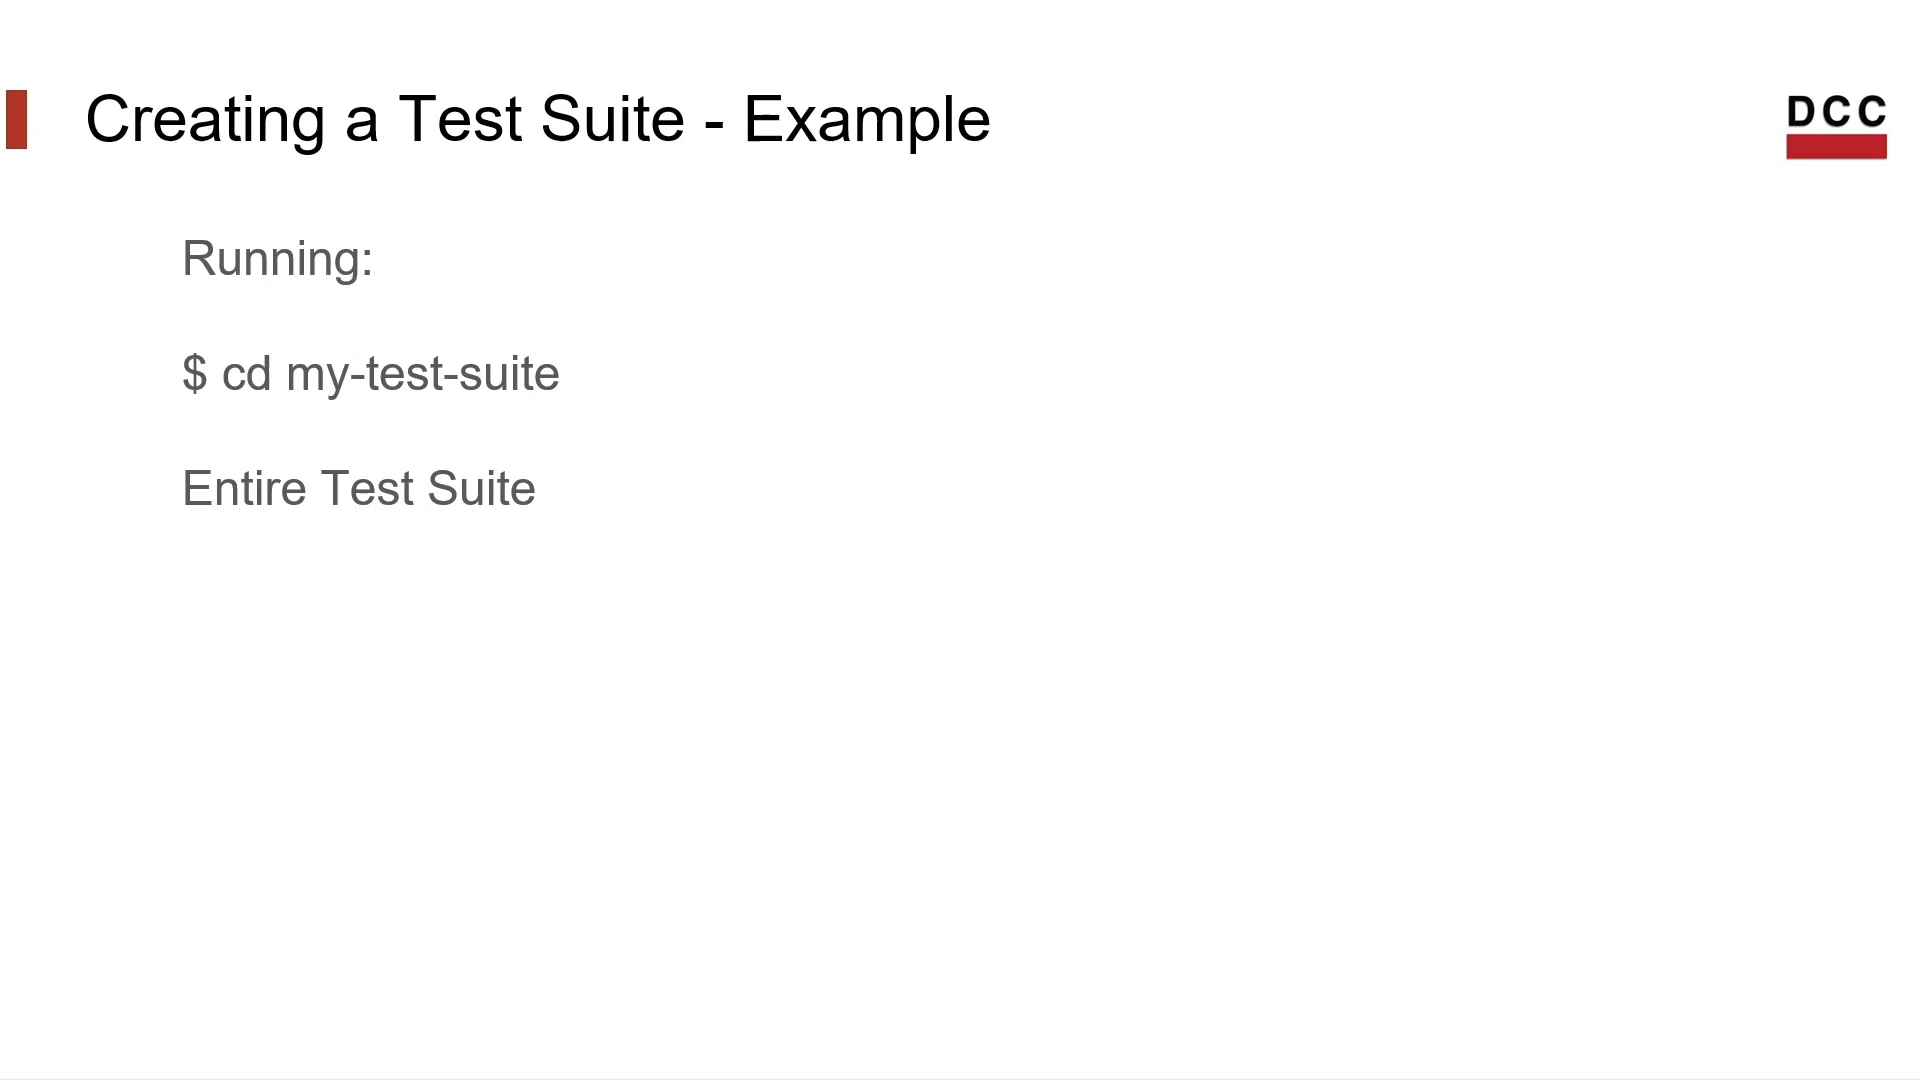 Creating a Test Suite - Example
DCC
Running:
$ cd my-test-suite
Entire Test Suite